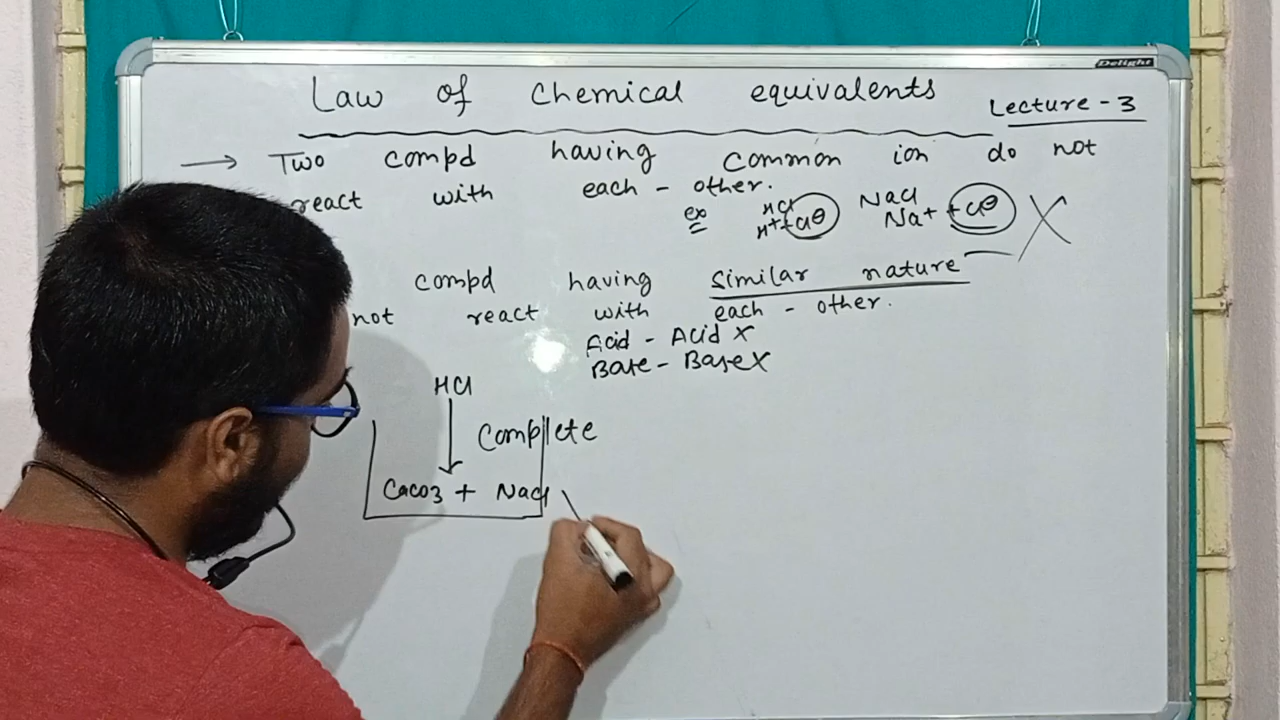 Delight
Law of chemical equivalents
Lecture - 3
→ Two compd having common ion do not
react with each - other.
ex HCl NaCl
H+ + Cl⊖ Na+ + Cl⊖ X
compd having similar nature
not react with each - other.
Acid - Acid X
Base - Base X
HCl
Complete
CaCO3 + NaCl